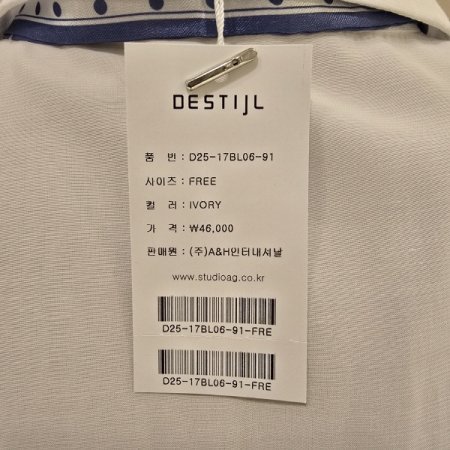 DESTIJL
품 번 : D25-17BL06-91
사이즈 : FREE
컬 러 : IVORY
가 격 : ₩46,000
판매원 : (주)A&H인터내셔날
www.studioag.co.kr
D25-17BL06-91-FRE
D25-17BL06-91-FRE